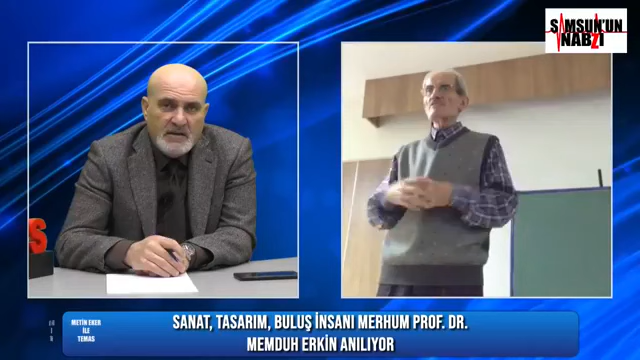 SAMSUN'UN
NABZI
METİN EKER
İLE
TEMAS
SANAT, TASARIM, BULUŞ İNSANI MERHUM PROF. DR.
MEMDUH ERKİN ANILIYOR